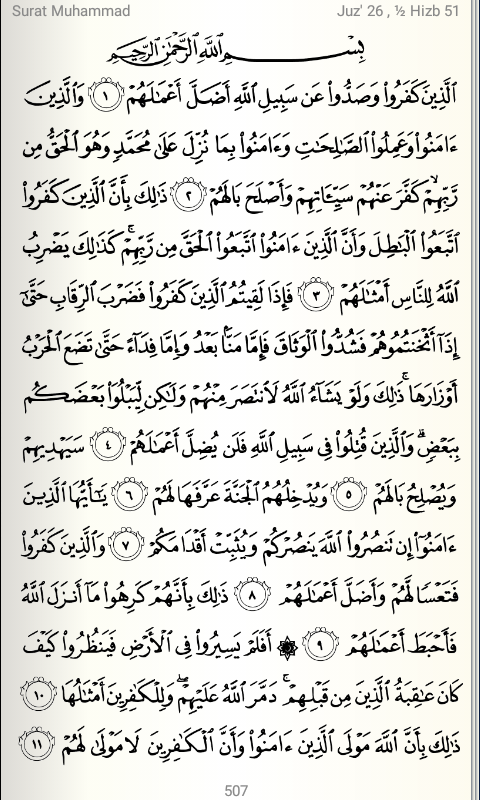 Surat Muhammad
Juz' 26 , ½ Hizb 51
بِسْمِ ٱللَّهِ ٱلرَّحْمَٰنِ ٱلرَّحِيمِ
ٱلَّذِينَ كَفَرُوا۟ وَصَدُّوا۟ عَن سَبِيلِ ٱللَّهِ أَضَلَّ أَعْمَٰلَهُمْ ١ وَٱلَّذِينَ
ءَامَنُوا۟ وَعَمِلُوا۟ ٱلصَّٰلِحَٰتِ وَءَامَنُوا۟ بِمَا نُزِّلَ عَلَىٰ مُحَمَّدٍ وَهُوَ ٱلْحَقُّ مِن
رَّبِّهِمْ ۙ كَفَّرَ عَنْهُمْ سَيِّـَٔاتِهِمْ وَأَصْلَحَ بَالَهُمْ ٢ ذَٰلِكَ بِأَنَّ ٱلَّذِينَ كَفَرُوا۟
ٱتَّبَعُوا۟ ٱلْبَٰطِلَ وَأَنَّ ٱلَّذِينَ ءَامَنُوا۟ ٱتَّبَعُوا۟ ٱلْحَقَّ مِن رَّبِّهِمْ ۚ كَذَٰلِكَ يَضْرِبُ
ٱللَّهُ لِلنَّاسِ أَمْثَٰلَهُمْ ٣ فَإِذَا لَقِيتُمُ ٱلَّذِينَ كَفَرُوا۟ فَضَرْبَ ٱلرِّقَابِ حَتَّىٰٓ
إِذَآ أَثْخَنتُمُوهُمْ فَشُدُّوا۟ ٱلْوَثَاقَ فَإِمَّا مَنًّۢا بَعْدُ وَإِمَّا فِدَآءً حَتَّىٰ تَضَعَ ٱلْحَرْبُ
أَوْزَارَهَا ۚ ذَٰلِكَ وَلَوْ يَشَآءُ ٱللَّهُ لَٱنتَصَرَ مِنْهُمْ وَلَٰكِن لِّيَبْلُوَا۟ بَعْضَكُم
بِبَعْضٍ ۗ وَٱلَّذِينَ قُتِلُوا۟ فِى سَبِيلِ ٱللَّهِ فَلَن يُضِلَّ أَعْمَٰلَهُمْ ٤ سَيَهْدِيهِمْ
وَيُصْلِحُ بَالَهُمْ ٥ وَيُدْخِلُهُمُ ٱلْجَنَّةَ عَرَّفَهَا لَهُمْ ٦ يَٰٓأَيُّهَا ٱلَّذِينَ
ءَامَنُوٓا۟ إِن تَنصُرُوا۟ ٱللَّهَ يَنصُرْكُمْ وَيُثَبِّتْ أَقْدَامَكُمْ ٧ وَٱلَّذِينَ كَفَرُوا۟
فَتَعْسًا لَّهُمْ وَأَضَلَّ أَعْمَٰلَهُمْ ٨ ذَٰلِكَ بِأَنَّهُمْ كَرِهُوا۟ مَآ أَنزَلَ ٱللَّهُ
فَأَحْبَطَ أَعْمَٰلَهُمْ ٩ ۞ أَفَلَمْ يَسِيرُوا۟ فِى ٱلْأَرْضِ فَيَنظُرُوا۟ كَيْفَ
كَانَ عَٰقِبَةُ ٱلَّذِينَ مِن قَبْلِهِمْ ۚ دَمَّرَ ٱللَّهُ عَلَيْهِمْ ۖ وَلِلْكَٰفِرِينَ أَمْثَٰلُهَا ١٠
ذَٰلِكَ بِأَنَّ ٱللَّهَ مَوْلَى ٱلَّذِينَ ءَامَنُوا۟ وَأَنَّ ٱلْكَٰفِرِينَ لَا مَوْلَىٰ لَهُمْ ١١
507